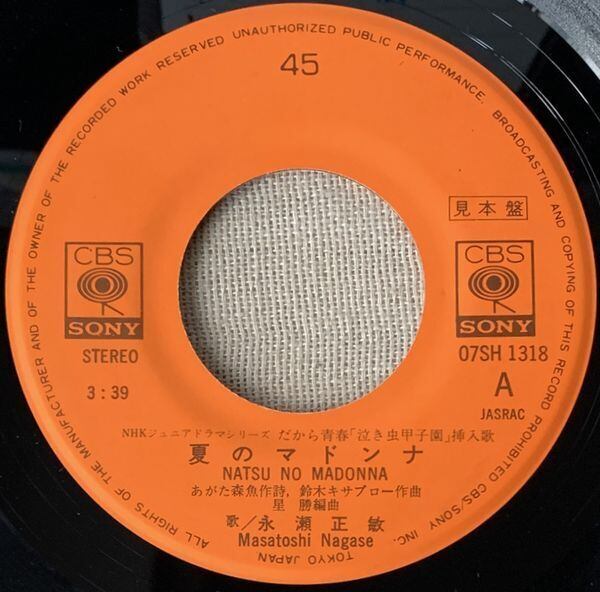 ALL RIGHTS OF THE MANUFACTURER AND OF THE OWNER OF THE RECORDED WORK RESERVED UNAUTHORIZED PUBLIC PERFORMANCE, BROADCASTING AND COPYING OF THIS RECORD PROHIBITED CBS/SONY INC. TOKYO JAPAN
45
見本盤
CBS
SONY
CBS
SONY
STEREO
07SH 1318
3:39
A
JASRAC
NHKジュニアドラマシリーズ だから青春「泣き虫甲子園」挿入歌
夏のマドンナ
NATSU NO MADONNA
あがた森魚作詩, 鈴木キサブロー作曲
星 勝編曲
歌/永瀬正敏
Masatoshi Nagase